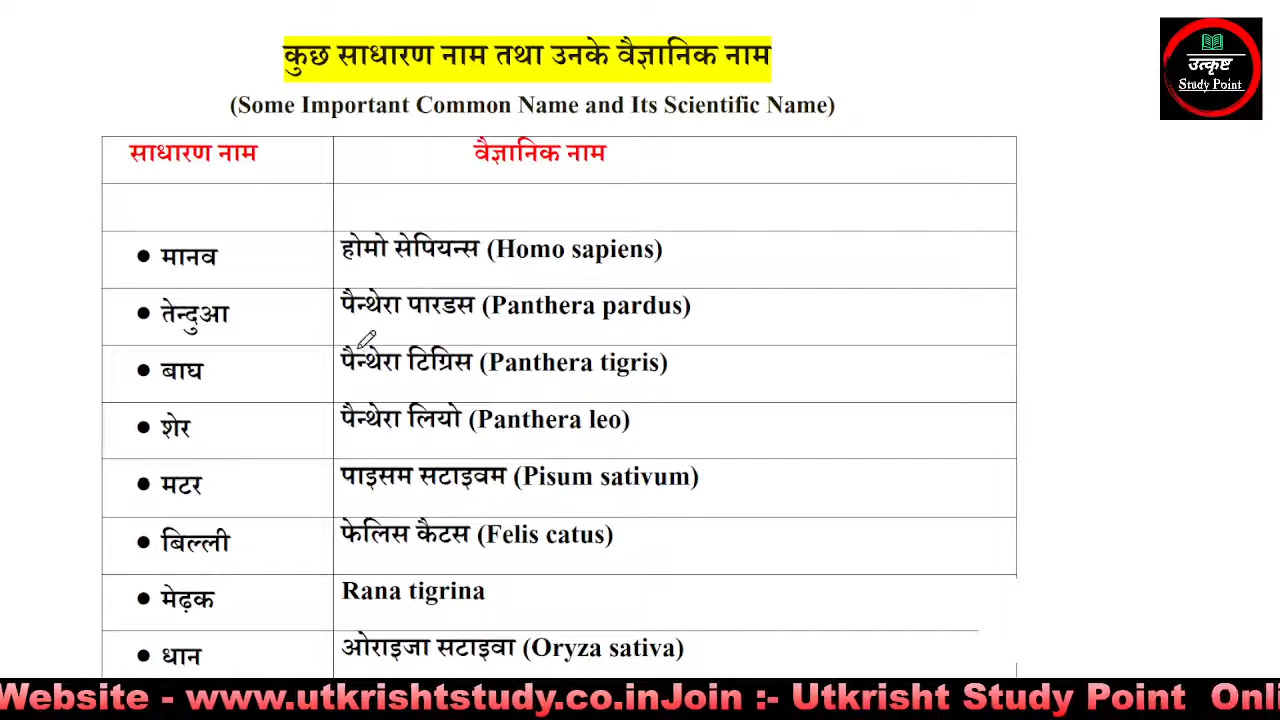 कुछ साधारण नाम तथा उनके वैज्ञानिक नाम
(Some Important Common Name and Its Scientific Name)
उत्कृष्ट
Study Point
साधारण नाम वैज्ञानिक नाम
• मानव होमो सेपियन्स (Homo sapiens)
• तेन्दुआ पैन्थेरा पारडस (Panthera pardus)
• बाघ पैन्थेरा टिग्रिस (Panthera tigris)
• शेर पैन्थेरा लियो (Panthera leo)
• मटर पाइसम सटाइवम (Pisum sativum)
• बिल्ली फेलिस कैटस (Felis catus)
• मेढ़क Rana tigrina
• धान ओराइजा सटाइवा (Oryza sativa)
Website - www.utkrishtstudy.co.inJoin :- Utkrisht Study Point Onli